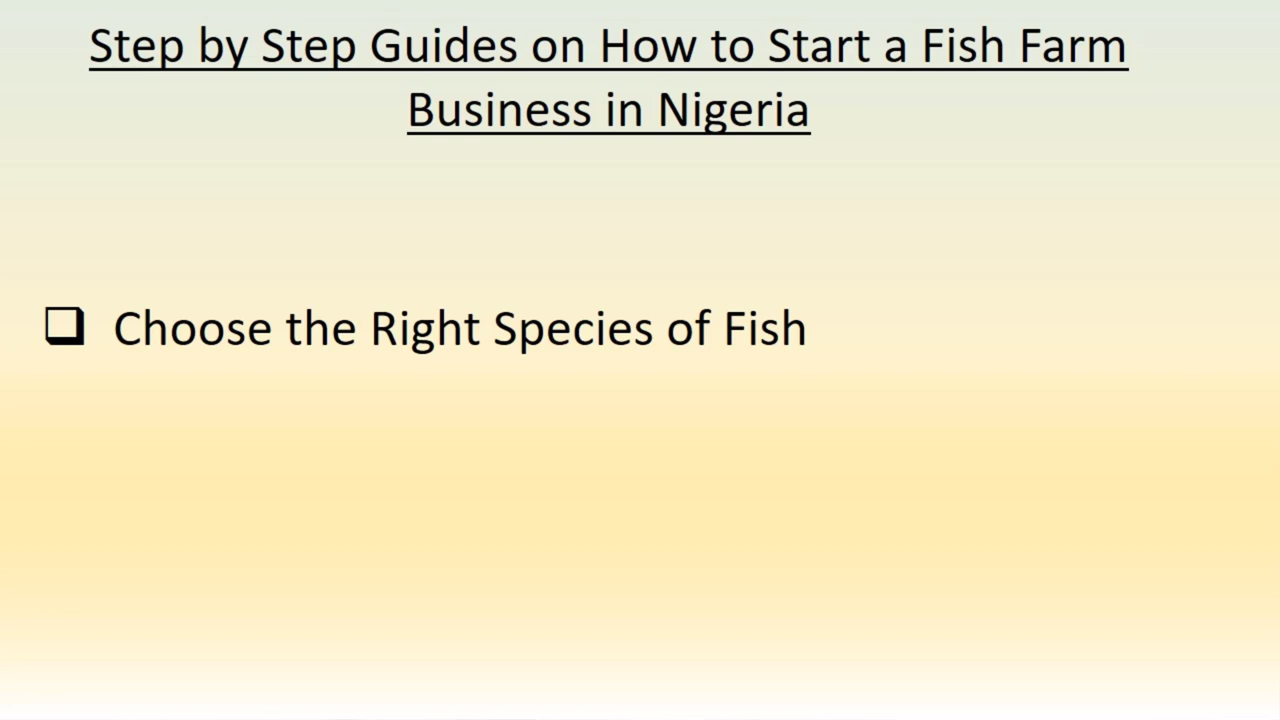 Step by Step Guides on How to Start a Fish Farm
Business in Nigeria
❑ Choose the Right Species of Fish